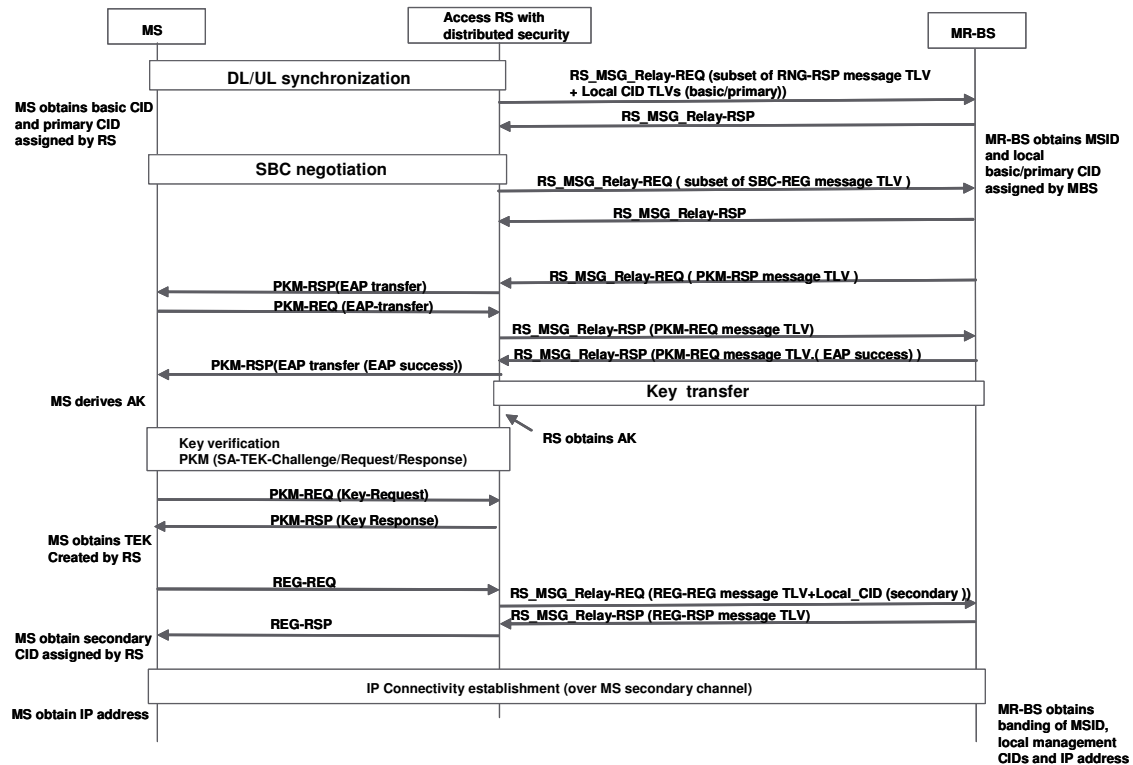 MS
Access RS with
distributed security
MR-BS
DL/UL synchronization
RS_MSG_Relay-REQ (subset of RNG-RSP message TLV
+ Local CID TLVs (basic/primary))
MS obtains basic CID
and primary CID
assigned by RS
RS_MSG_Relay-RSP
MR-BS obtains MSID
and local
basic/primary CID
assigned by MBS
SBC negotiation
RS_MSG_Relay-REQ ( subset of SBC-REG message TLV )
RS_MSG_Relay-RSP
RS_MSG_Relay-REQ ( PKM-RSP message TLV )
PKM-RSP(EAP transfer)
PKM-REQ (EAP-transfer)
RS_MSG_Relay-RSP (PKM-REQ message TLV)
RS_MSG_Relay-RSP (PKM-REQ message TLV.( EAP success) )
PKM-RSP(EAP transfer (EAP success))
Key transfer
MS derives AK
RS obtains AK
Key verification
PKM (SA-TEK-Challenge/Request/Response)
PKM-REQ (Key-Request)
PKM-RSP (Key Response)
MS obtains TEK
Created by RS
REG-REQ
RS_MSG_Relay-REQ (REG-REG message TLV+Local_CID (secondary ))
RS_MSG_Relay-RSP (REG-RSP message TLV)
REG-RSP
MS obtain secondary
CID assigned by RS
IP Connectivity establishment (over MS secondary channel)
MS obtain IP address
MR-BS obtains
banding of MSID,
local management
CIDs and IP address